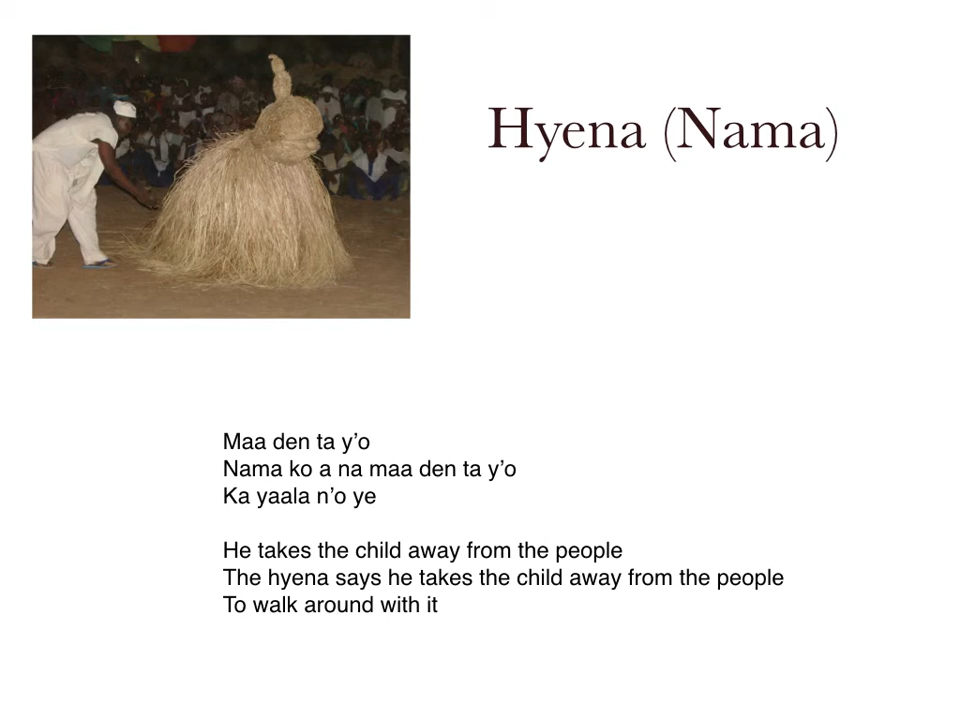 Hyena (Nama)
Maa den ta y’o
Nama ko a na maa den ta y’o
Ka yaala n’o ye
He takes the child away from the people
The hyena says he takes the child away from the people
To walk around with it